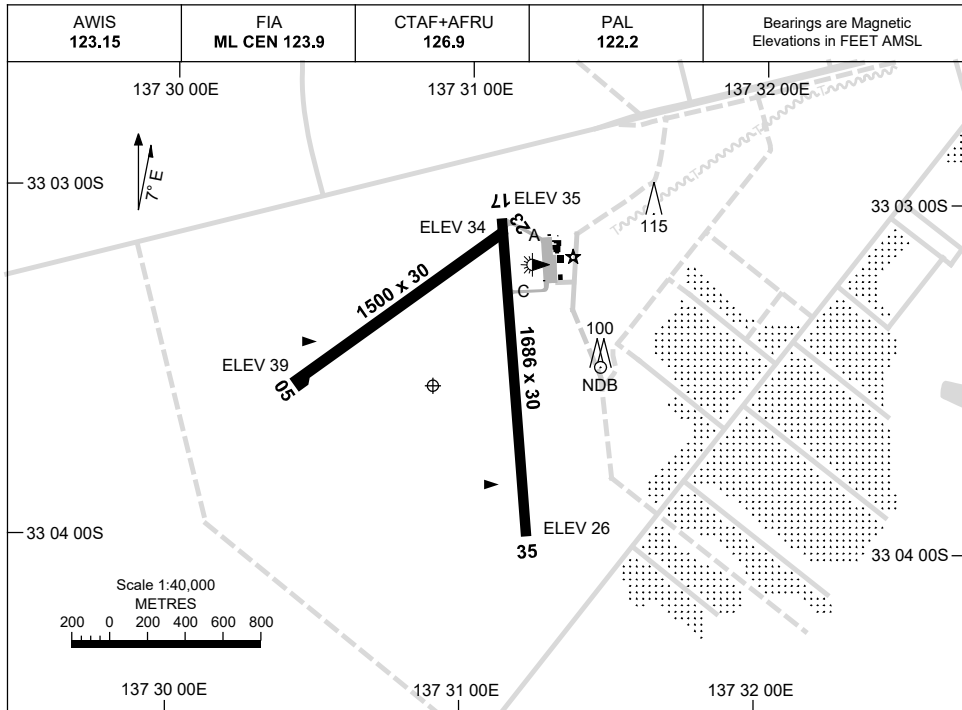 AWIS
123.15
FIA
ML CEN 123.9
CTAF+AFRU
126.9
PAL
122.2
Bearings are Magnetic
Elevations in FEET AMSL
137 30 00E
137 31 00E
137 32 00E
7° E
33 03 00S
33 03 00S
17
ELEV 35
ELEV 34
23
A
115
C
1500 x 30
1686 x 30
100
NDB
ELEV 39
05
ELEV 26
35
33 04 00S
33 04 00S
Scale 1:40,000
METRES
200 0 200 400 600 800
137 30 00E
137 31 00E
137 32 00E